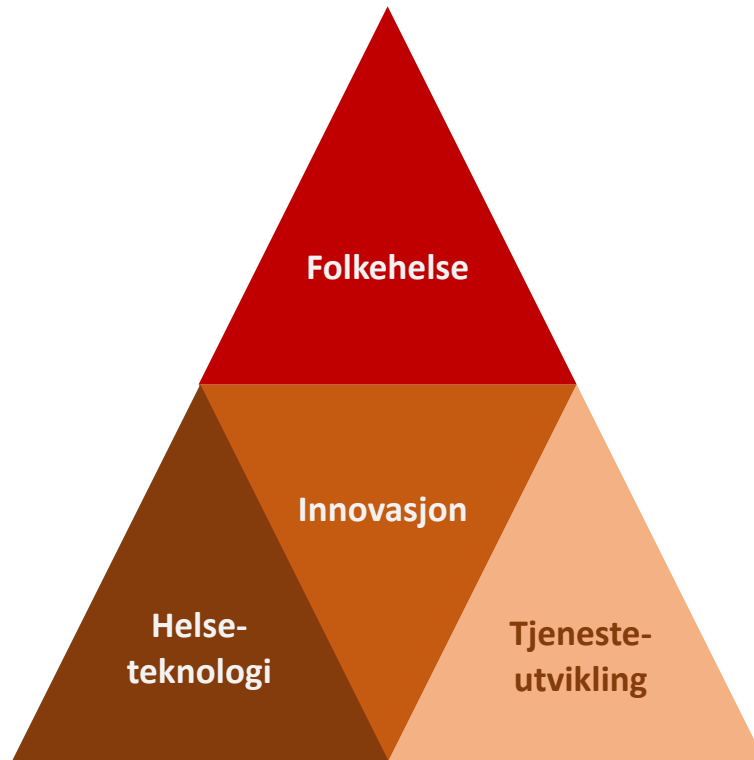 Folkehelse
Innovasjon
Helse-
teknologi
Tjeneste-
utvikling